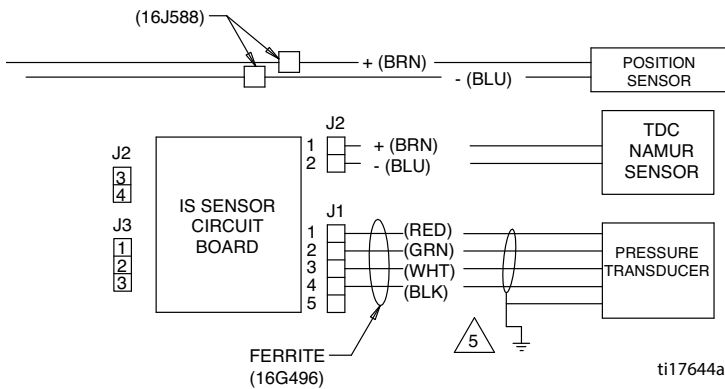 (16J588)
+ (BRN)
- (BLU)
POSITION
SENSOR
J2
1 + (BRN)
2 - (BLU)
TDC
NAMUR
SENSOR
J2
3
4
J3
1
2
3
IS SENSOR
CIRCUIT
BOARD
J1
1 (RED)
2 (GRN)
3 (WHT)
4 (BLK)
5
PRESSURE
TRANSDUCER
5
FERRITE
(16G496)
ti17644a